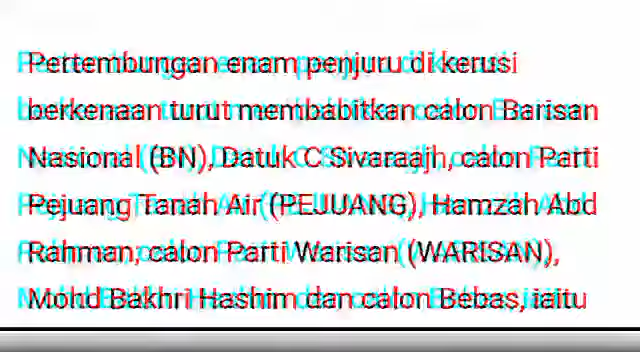 Pertembungan enam penjuru di kerusi
berkenaan turut membabitkan calon Barisan
Nasional (BN), Datuk C Sivaraajh, calon Parti
Pejuang Tanah Air (PEJUANG), Hamzah Abd
Rahman, calon Parti Warisan (WARISAN),
Mohd Bakhri Hashim dan calon Bebas, iaitu